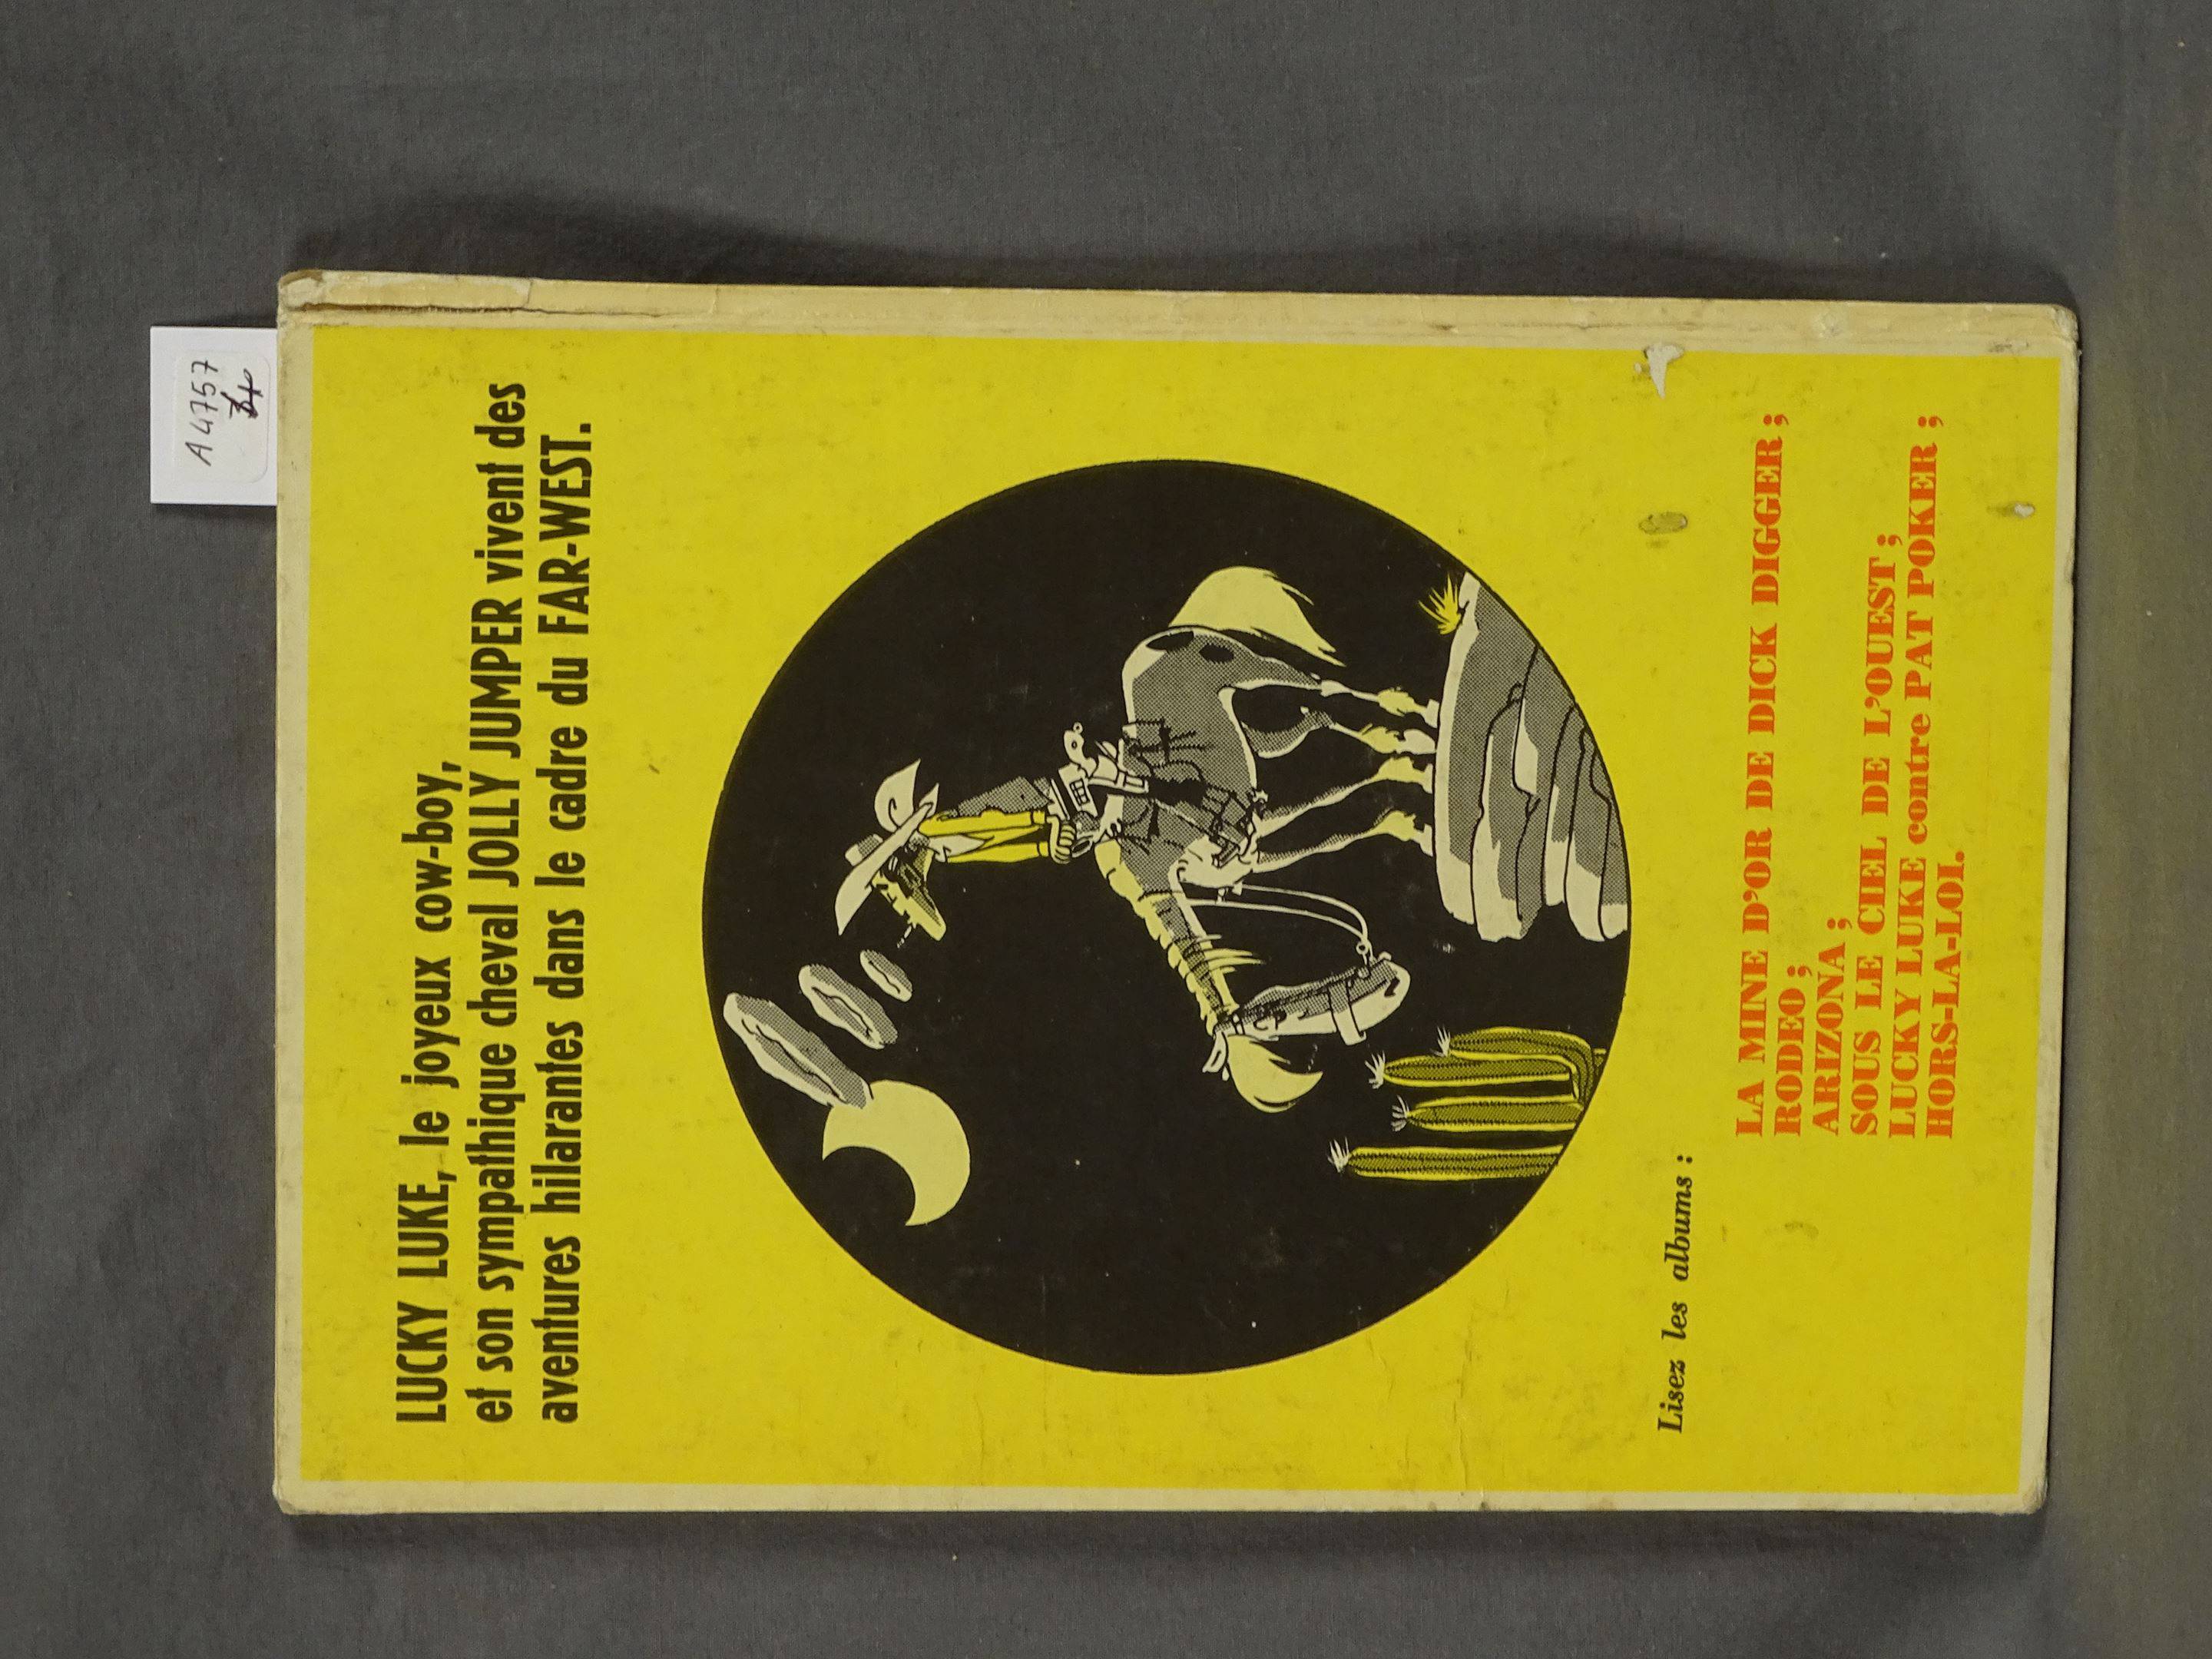 A4757
LUCKY LUKE, le joyeux cow-boy,
et son sympathique cheval JOLLY JUMPER vivent des
aventures hilarantes dans le cadre du FAR-WEST.
Lisez les albums :
LA MINE D'OR DE DICK DIGGER ;
RODEO ;
ARIZONA ;
SOUS LE CIEL DE L'OUEST ;
LUCKY LUKE contre PAT POKER ;
HORS-LA-LOI.